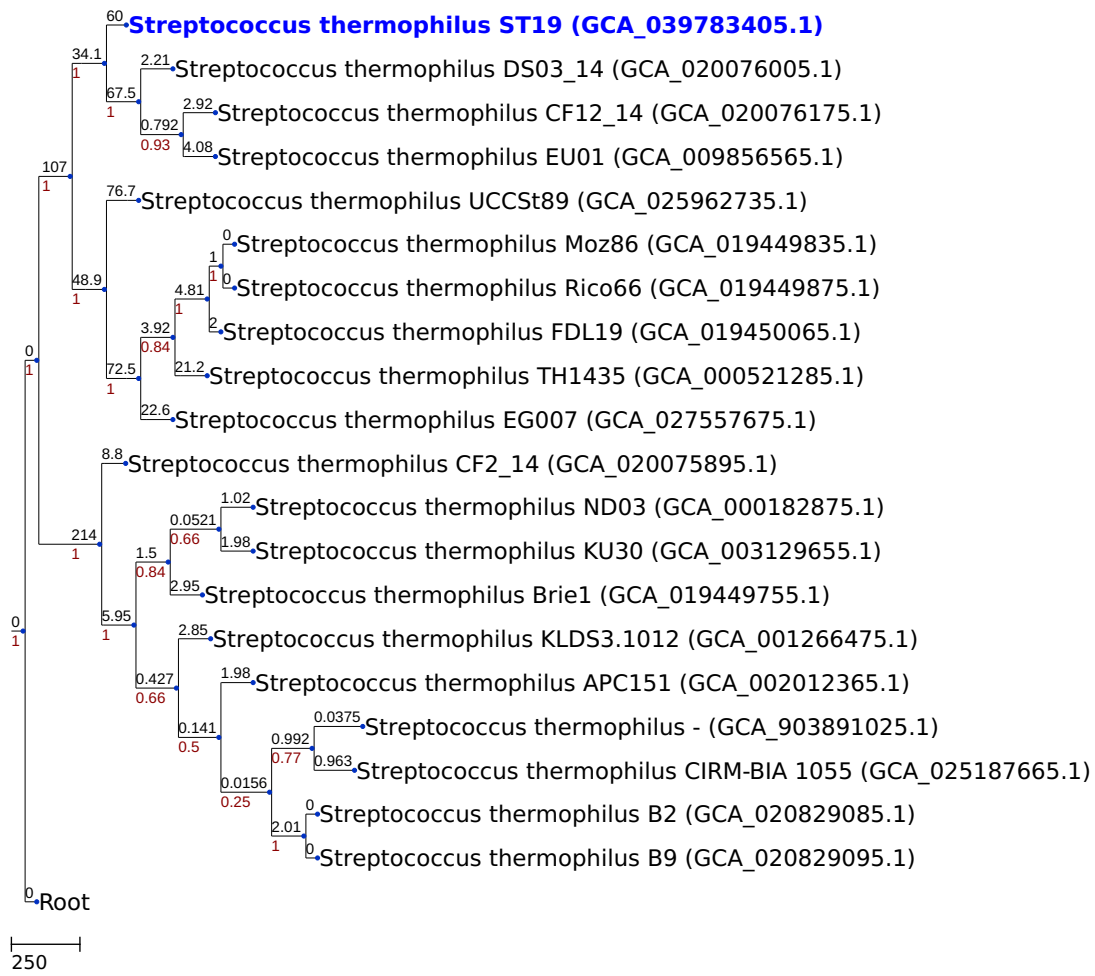 60
Streptococcus thermophilus ST19 (GCA_039783405.1)
34.1
1
2.21
Streptococcus thermophilus DS03_14 (GCA_020076005.1)
67.5
1
2.92
Streptococcus thermophilus CF12_14 (GCA_020076175.1)
0.792
0.93
4.08
Streptococcus thermophilus EU01 (GCA_009856565.1)
107
1
76.7
Streptococcus thermophilus UCCSt89 (GCA_025962735.1)
0
Streptococcus thermophilus Moz86 (GCA_019449835.1)
1
1
0
Streptococcus thermophilus Rico66 (GCA_019449875.1)
48.9
1
4.81
1
2
Streptococcus thermophilus FDL19 (GCA_019450065.1)
3.92
0.84
0
1
21.2
Streptococcus thermophilus TH1435 (GCA_000521285.1)
72.5
1
22.6
Streptococcus thermophilus EG007 (GCA_027557675.1)
8.8
Streptococcus thermophilus CF2_14 (GCA_020075895.1)
1.02
Streptococcus thermophilus ND03 (GCA_000182875.1)
0.0521
0.66
214
1
1.98
Streptococcus thermophilus KU30 (GCA_003129655.1)
1.5
0.84
2.95
Streptococcus thermophilus Brie1 (GCA_019449755.1)
5.95
1
0
1
2.85
Streptococcus thermophilus KLDS3.1012 (GCA_001266475.1)
0.427
0.66
1.98
Streptococcus thermophilus APC151 (GCA_002012365.1)
0.141
0.5
0.0375
Streptococcus thermophilus - (GCA_903891025.1)
0.992
0.77
0.963
Streptococcus thermophilus CIRM-BIA 1055 (GCA_025187665.1)
0.0156
0.25
0
Streptococcus thermophilus B2 (GCA_020829085.1)
2.01
1
0
Streptococcus thermophilus B9 (GCA_020829095.1)
0
Root
250